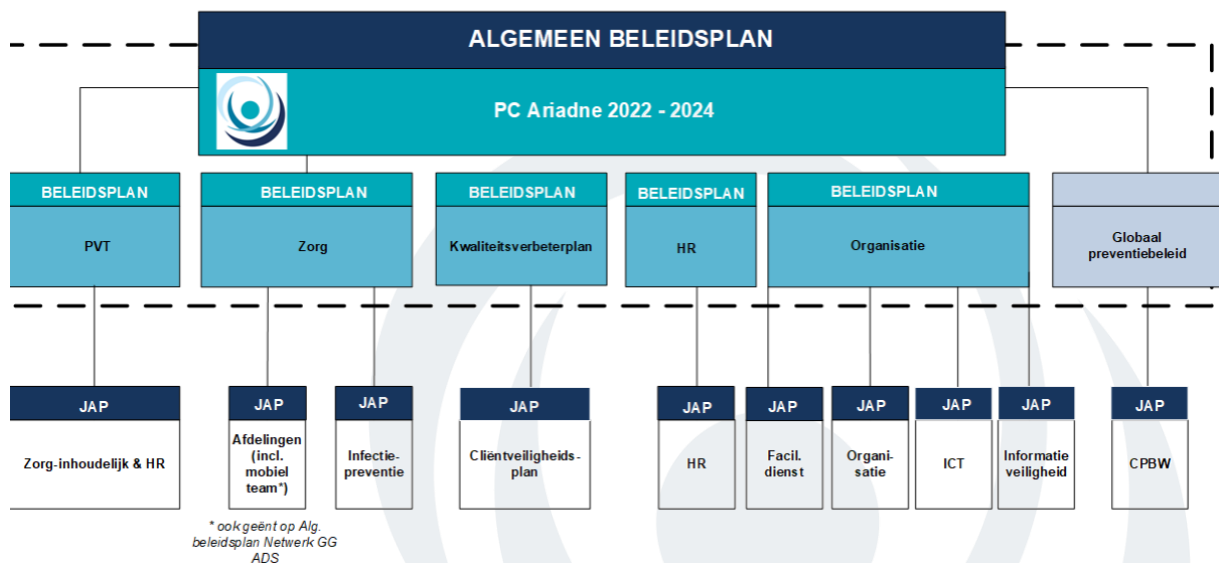 ALGEMEEN BELEIDSPLAN
PC Ariadne 2022 - 2024
BELEIDSPLAN
PVT
BELEIDSPLAN
Zorg
BELEIDSPLAN
Kwaliteitsverbeterplan
BELEIDSPLAN
HR
BELEIDSPLAN
Organisatie
Globaal
preventiebeleid
JAP
Zorg-inhoudelijk & HR
JAP
Afdelingen
(incl.
mobiel
team*)
JAP
Infectie-
preventie
JAP
Cliëntveiligheids-
plan
JAP
HR
JAP
Facil.
dienst
JAP
Organi-
satie
JAP
ICT
JAP
Informatie
veiligheid
JAP
CPBW
* ook geënt op Alg.
beleidsplan Netwerk GG
ADS